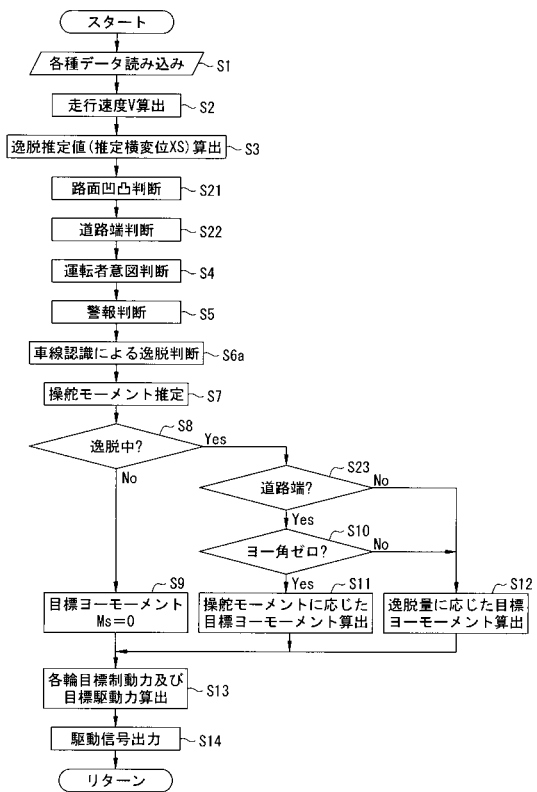 スタート
各種データ読み込み
S1
走行速度V算出
S2
逸脱推定値(推定横変位XS)算出
S3
路面凹凸判断
S21
道路端判断
S22
運転者意図判断
S4
警報判断
S5
車線認識による逸脱判断
S6a
操舵モーメント推定
S7
逸脱中?
S8
Yes
No
道路端?
S23
No
Yes
ヨー角ゼロ?
S10
No
Yes
S9
目標ヨーモーメント
Ms=0
S11
操舵モーメントに応じた
目標ヨーモーメント算出
S12
逸脱量に応じた目標
ヨーモーメント算出
各輪目標制動力及び
目標駆動力算出
S13
駆動信号出力
S14
リターン